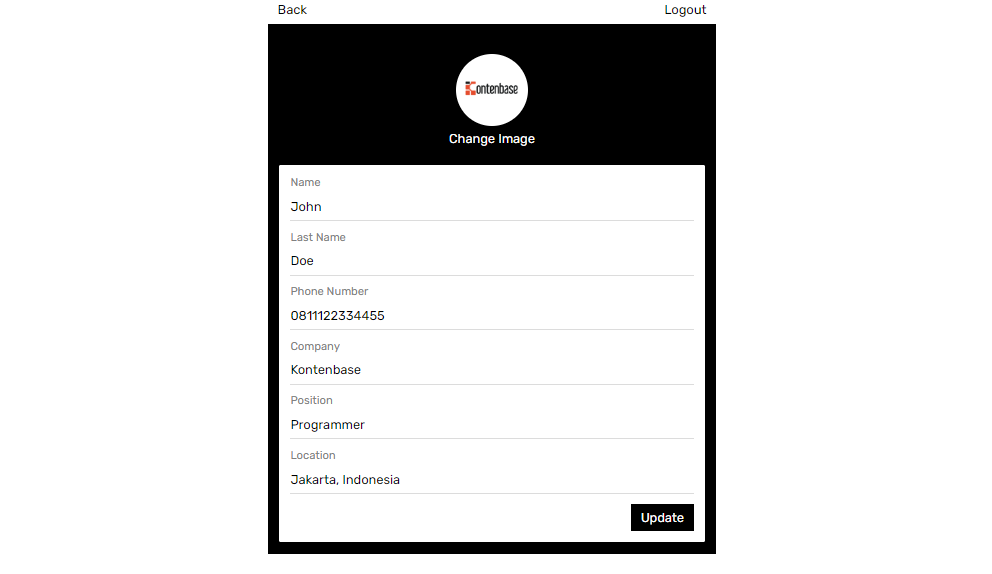 Back
Logout
Kontenbase
Change Image
Name
John
Last Name
Doe
Phone Number
0811122334455
Company
Kontenbase
Position
Programmer
Location
Jakarta, Indonesia
Update